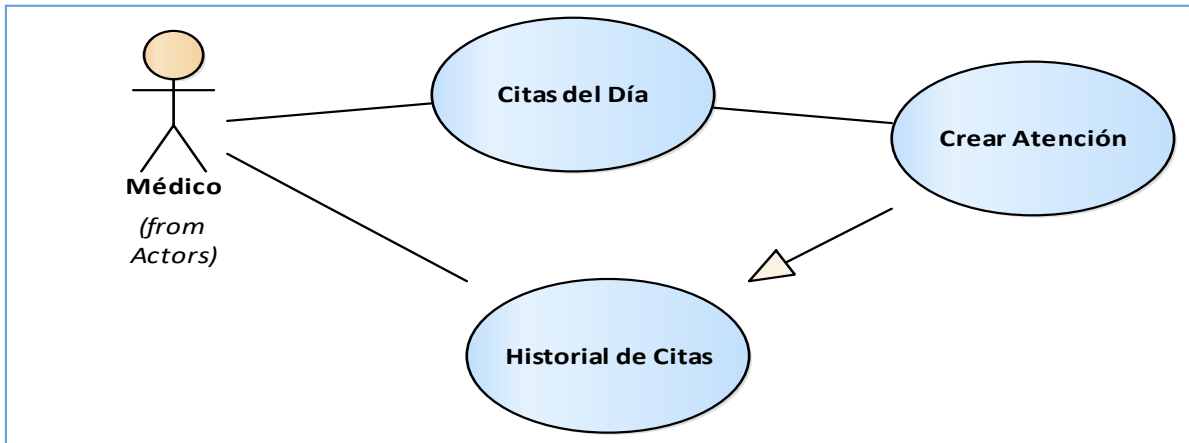 Citas del Día
Crear Atención
Médico
(from
Actors)
Historial de Citas